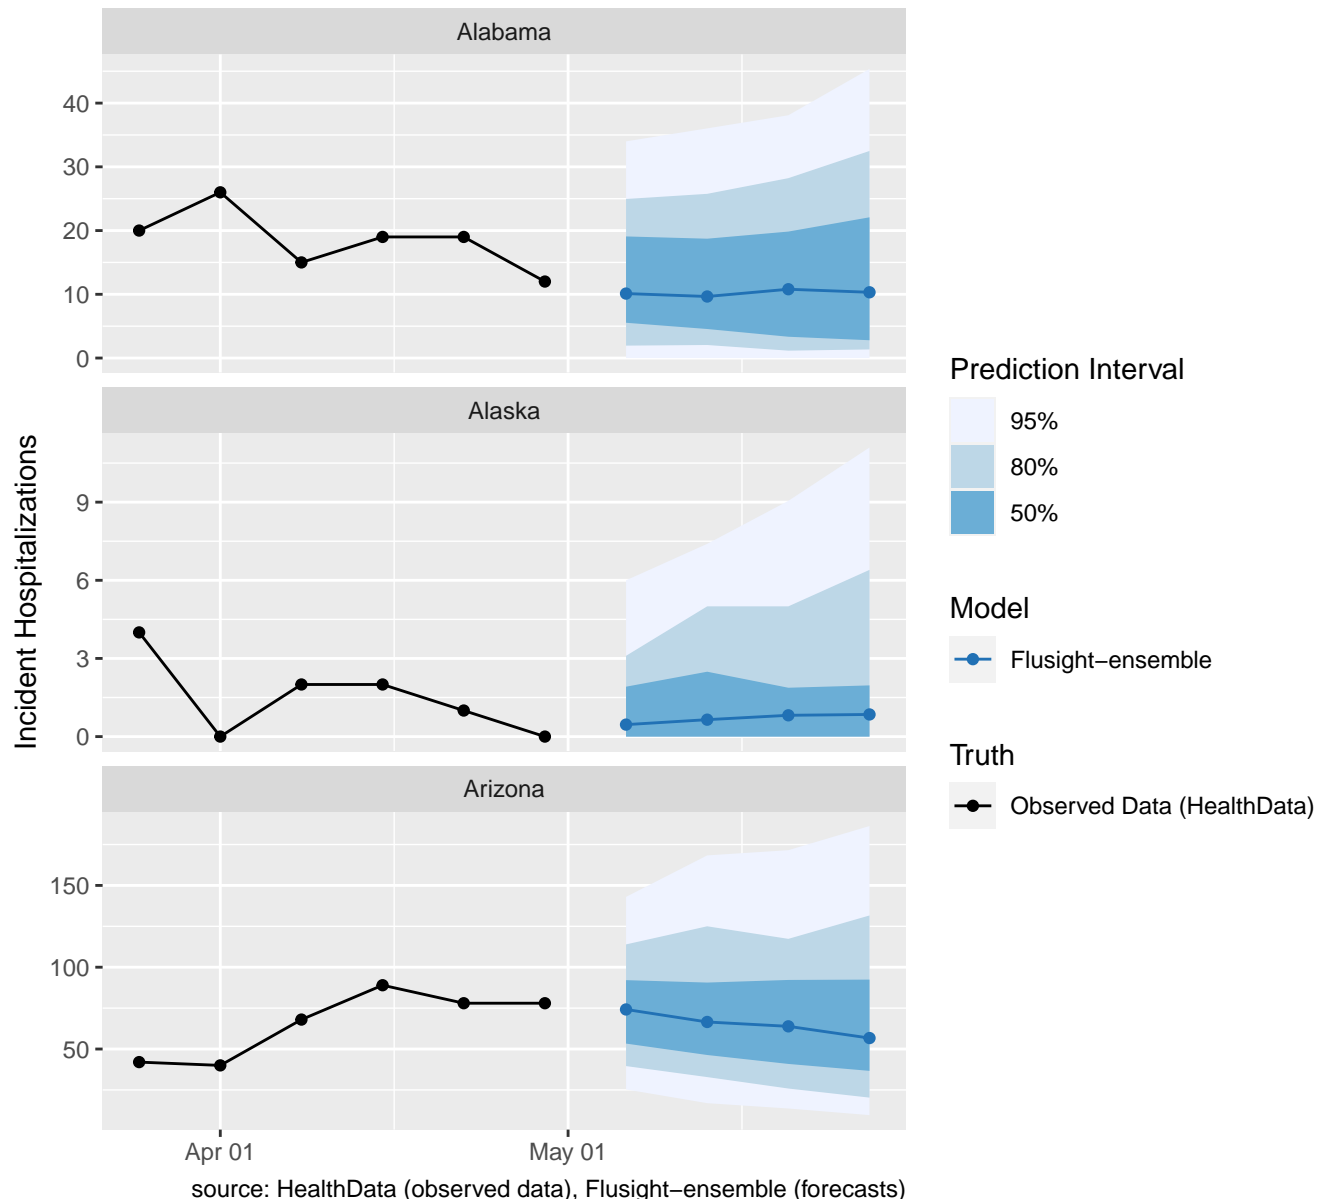 Alabama
40
30
20
10
0
Alaska
9
6
3
0
Arizona
150
100
50
Apr 01
May 01
Incident Hospitalizations
source: HealthData (observed data), Flusight−ensemble (forecasts)
Prediction Interval
95%
80%
50%
Model
Flusight−ensemble
Truth
Observed Data (HealthData)